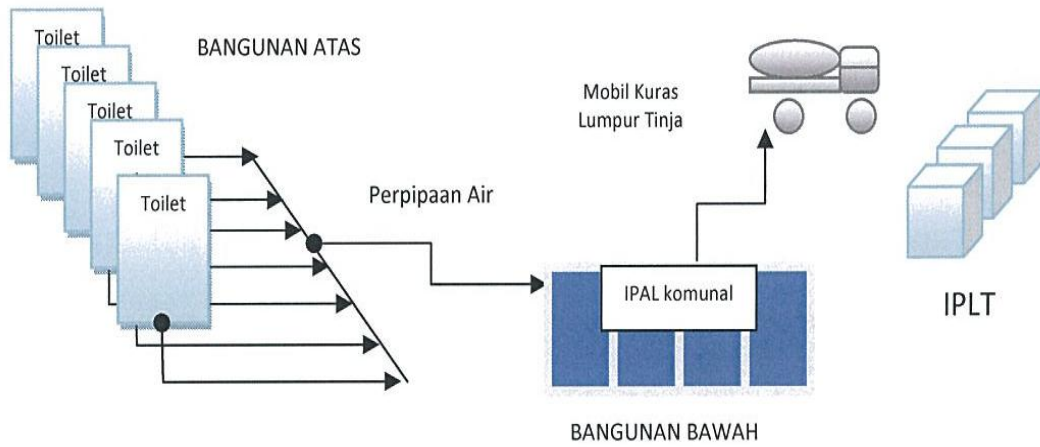 Toilet
Toilet
Toilet
Toilet
Toilet
BANGUNAN ATAS
Mobil Kuras
Lumpur Tinja
Perpipaan Air
IPAL komunal
IPLT
BANGUNAN BAWAH